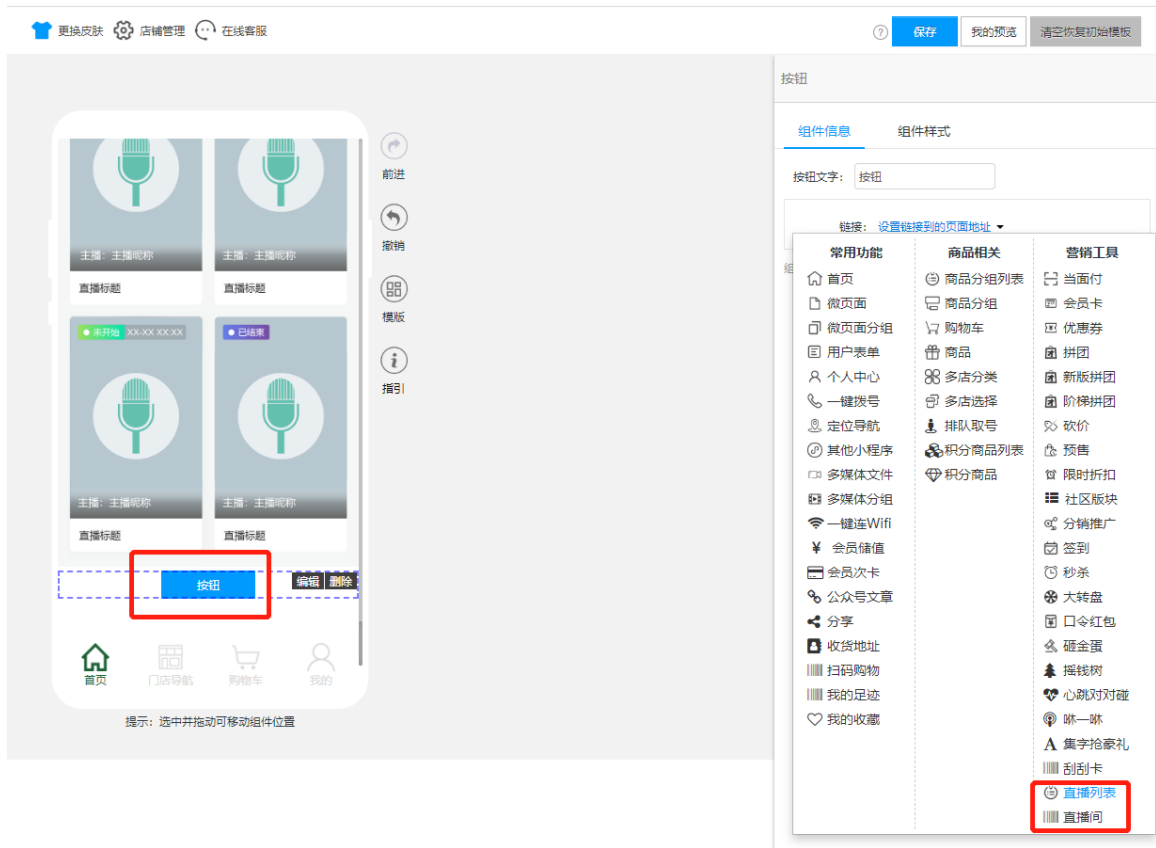 更换皮肤 店铺管理 在线客服
? 保存 我的预览 清空恢复初始模板
主播：主播昵称 主播：主播昵称
直播标题 直播标题
未开始 XX-XX XX:XX 已结束
主播：主播昵称 主播：主播昵称
直播标题 直播标题
按钮 编辑 删除
首页 门店导航 购物车 我的
提示：选中并拖动可移动组件位置
前进
撤销
模版
指引
按钮
组件信息 组件样式
按钮文字： 按钮
链接： 设置链接到的页面地址
组
常用功能
首页
微页面
微页面分组
用户表单
个人中心
一键拨号
定位导航
其他小程序
多媒体文件
多媒体分组
一键连Wifi
会员储值
会员次卡
公众号文章
分享
收货地址
扫码购物
我的足迹
我的收藏
商品相关
商品分组列表
商品分组
购物车
商品
多店分类
多店选择
排队取号
积分商品列表
积分商品
营销工具
当面付
会员卡
优惠券
拼团
新版拼团
阶梯拼团
砍价
预售
限时折扣
社区版块
分销推广
签到
秒杀
大转盘
口令红包
砸金蛋
摇钱树
心跳对对碰
咻一咻
集字抢豪礼
刮刮卡
直播列表
直播间